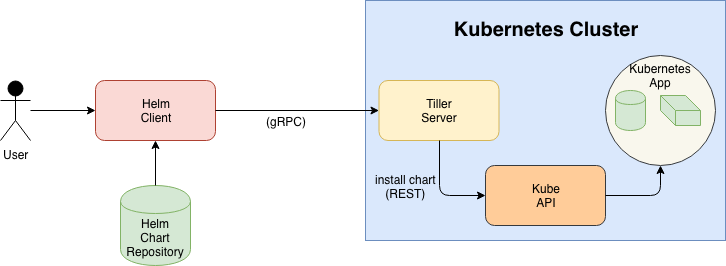 Kubernetes Cluster
Kubernetes
App
Helm
Client
Tiller
Server
(gRPC)
User
install chart
(REST)
Kube
API
Helm
Chart
Repository